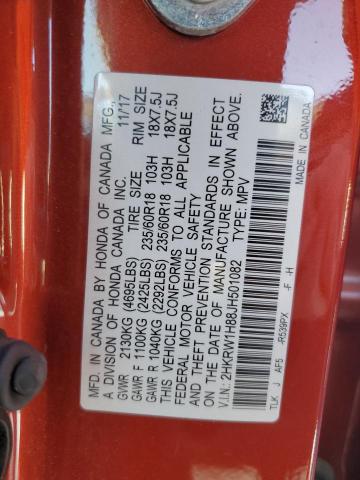 MFD. IN CANADA BY HONDA OF CANADA MFG.,
A DIVISION OF HONDA CANADA INC. 11/17
TIRE SIZE RIM SIZE
GVWR 2130KG (4695LBS)
GAWR F 1100KG (2425LBS) 235/60R18 103H 18X7.5J
GAWR R 1040KG (2292LBS) 235/60R18 103H 18X7.5J
THIS VEHICLE CONFORMS TO ALL APPLICABLE
FEDERAL MOTOR VEHICLE SAFETY
AND THEFT PREVENTION STANDARDS IN EFFECT
ON THE DATE OF MANUFACTURE SHOWN ABOVE.
V.I.N.: 2HKRW1H88JH501082 TYPE: MPV
TLK J AF5 -R539PX -F -H MADE IN CANADA